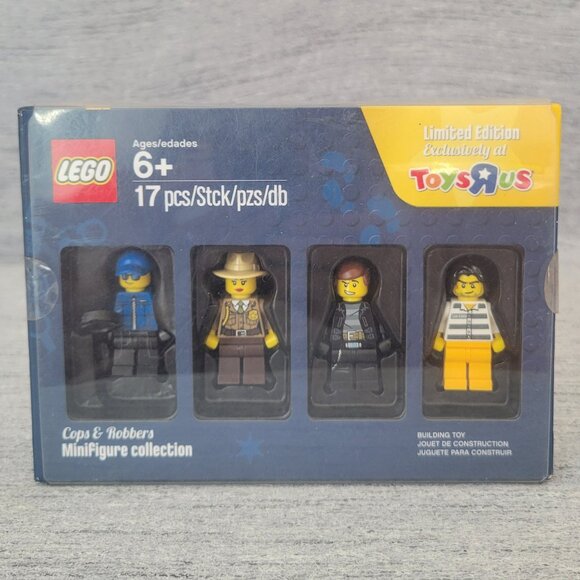 LEGO
Ages/edades
6+
17 pcs/Stck/pzs/db
Limited Edition
Exclusively at
ToysRus
Cops & Robbers
Minifigure collection
BUILDING TOY
JOUET DE CONSTRUCTION
JUGUETE PARA CONSTRUIR